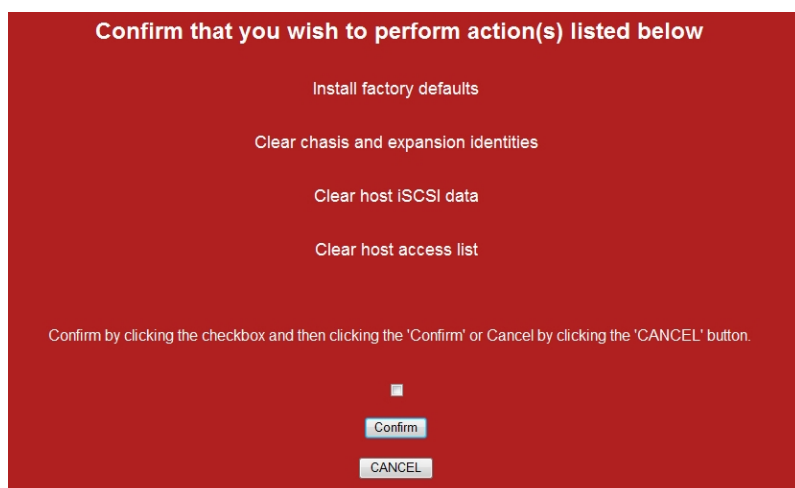 Confirm that you wish to perform action(s) listed below
Install factory defaults
Clear chasis and expansion identities
Clear host iSCSI data
Clear host access list
Confirm by clicking the checkbox and then clicking the 'Confirm' or Cancel by clicking the 'CANCEL' button.
Confirm
CANCEL